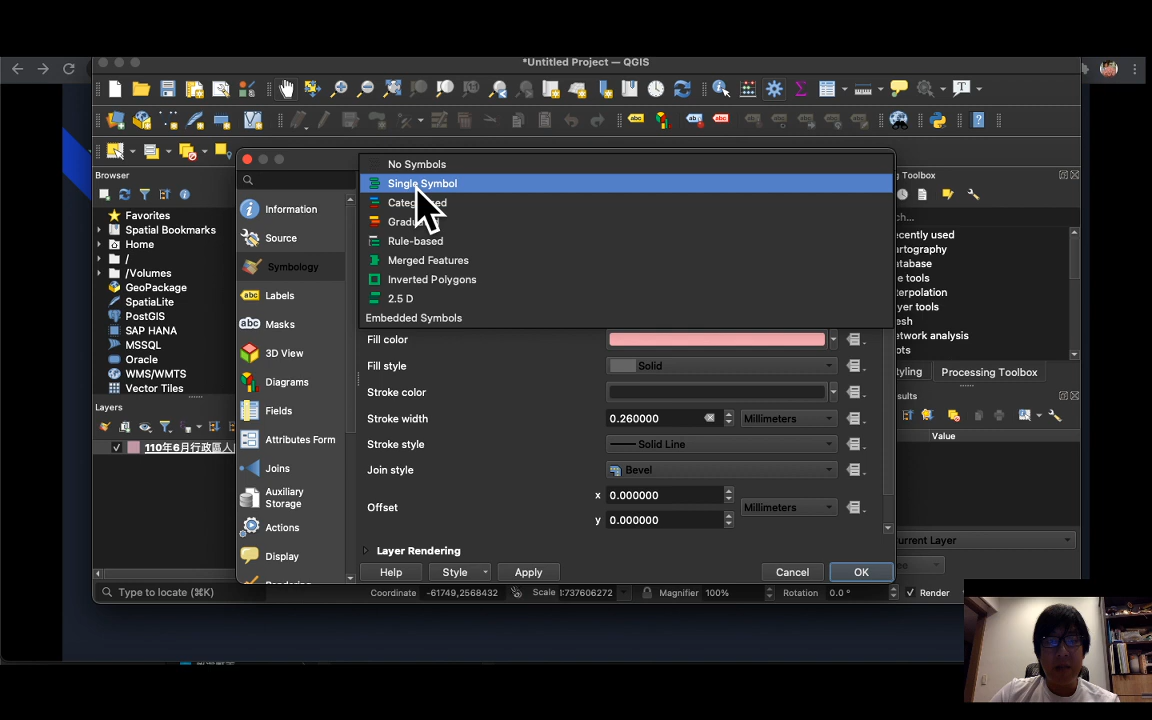 *Untitled Project — QGIS
Browser
Favorites
Spatial Bookmarks
Home
/
/Volumes
GeoPackage
SpatiaLite
PostGIS
SAP HANA
MSSQL
Oracle
WMS/WMTS
Vector Tiles
Layers
110年6月行政區人
Information
Source
Symbology
Labels
Masks
3D View
Diagrams
Fields
Attributes Form
Joins
Auxiliary
Storage
Actions
Display
No Symbols
Single Symbol
Rule-based
Merged Features
Inverted Polygons
2.5 D
Embedded Symbols
Fill color
Fill style Solid
Stroke color
Stroke width 0.260000 Millimeters
Stroke style Solid Line
Join style Bevel
Offset x 0.000000 Millimeters
y 0.000000
Layer Rendering
Help Style Apply Cancel OK
Toolbox
ch...
ecently used
artography
atabase
e tools
terpolation
yer tools
esh
etwork analysis
ots
yling Processing Toolbox
sults
Value
urrent Layer
Type to locate (⌘K) Coordinate -61749,2568432 Scale 1:737606272 Magnifier 100% Rotation 0.0 ° Render